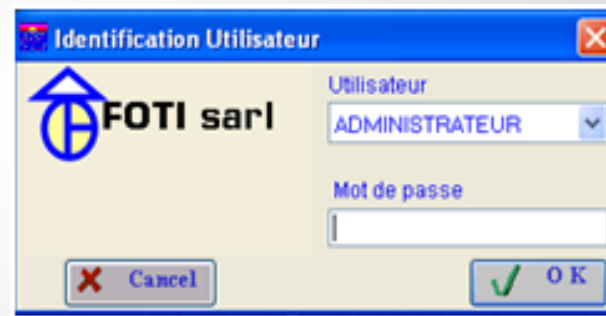 Identification Utilisateur
FOTI sarl
Utilisateur
ADMINISTRATEUR
Mot de passe
Cancel
OK